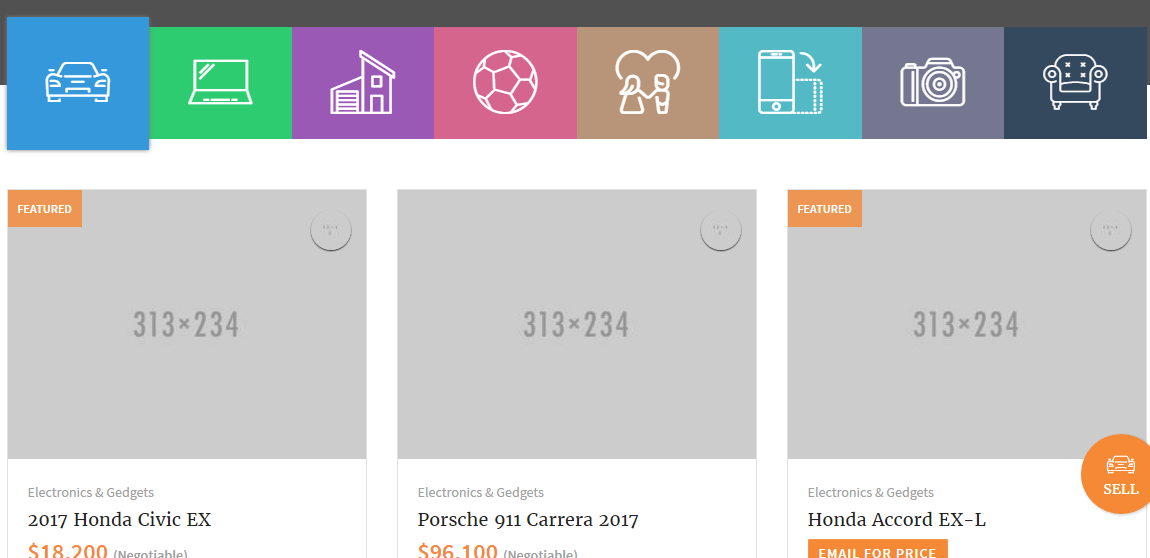 FEATURED
FEATURED
313×234
313×234
313×234
Electronics & Gedgets
Electronics & Gedgets
Electronics & Gedgets
2017 Honda Civic EX
Porsche 911 Carrera 2017
Honda Accord EX-L
SELL
$18,200 (Negotiable)
$96,100 (Negotiable)
EMAIL FOR PRICE